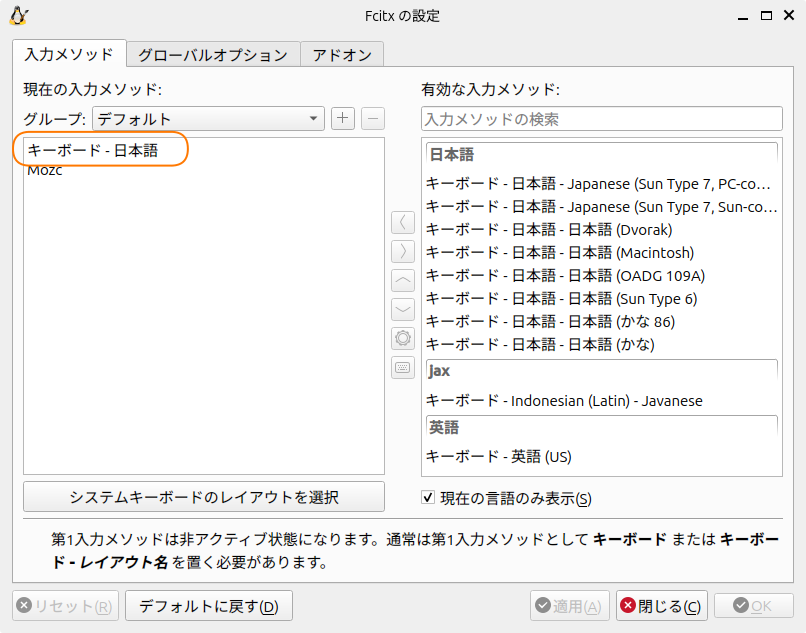 Fcitx の設定
入力メソッド グローバルオプション アドオン
現在の入力メソッド:
グループ: デフォルト
キーボード - 日本語
Mozc
システムキーボードのレイアウトを選択
有効な入力メソッド:
入力メソッドの検索
日本語
キーボード - 日本語 - Japanese (Sun Type 7, PC-co…
キーボード - 日本語 - Japanese (Sun Type 7, Sun-co…
キーボード - 日本語 - 日本語 (Dvorak)
キーボード - 日本語 - 日本語 (Macintosh)
キーボード - 日本語 - 日本語 (OADG 109A)
キーボード - 日本語 - 日本語 (Sun Type 6)
キーボード - 日本語 - 日本語 (かな 86)
キーボード - 日本語 - 日本語 (かな)
jax
キーボード - Indonesian (Latin) - Javanese
英語
キーボード - 英語 (US)
現在の言語のみ表示(S)
第1入力メソッドは非アクティブ状態になります。通常は第1入力メソッドとして キーボード または キーボー
ド - レイアウト名 を置く必要があります。
リセット(R) デフォルトに戻す(D) 適用(A) 閉じる(C) OK